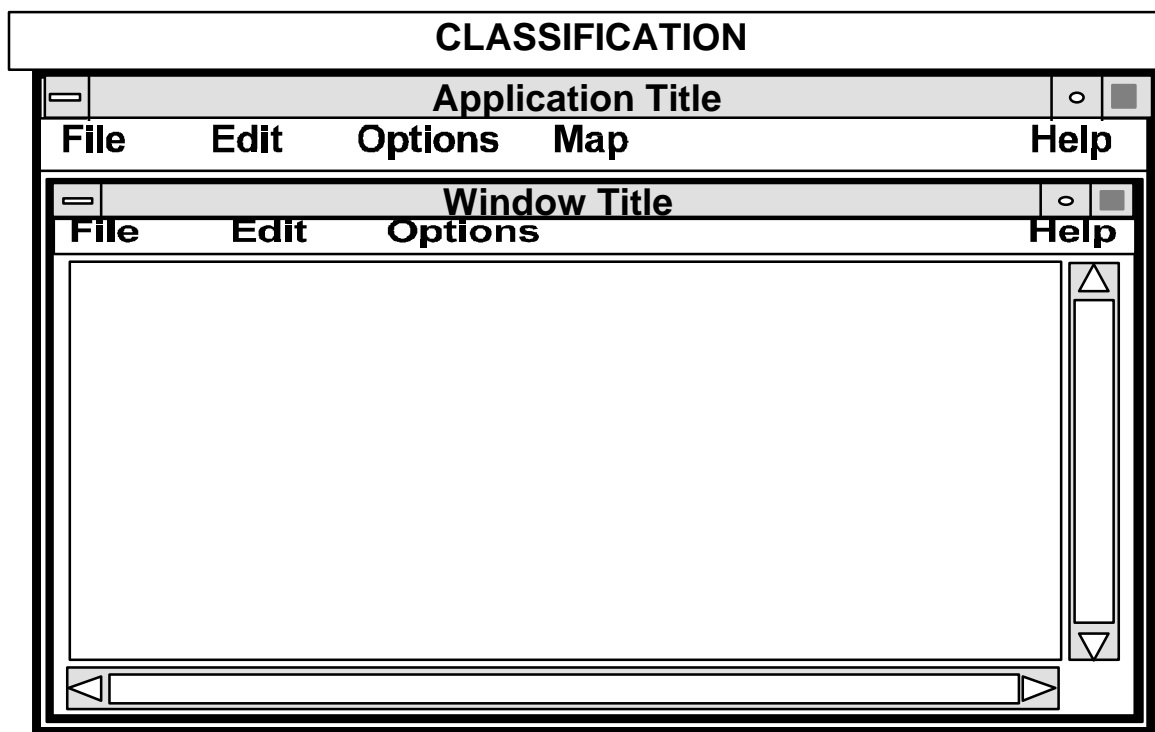 CLASSIFICATION
Application Title
File Edit Options Map Help
Window Title
File Edit Options Help